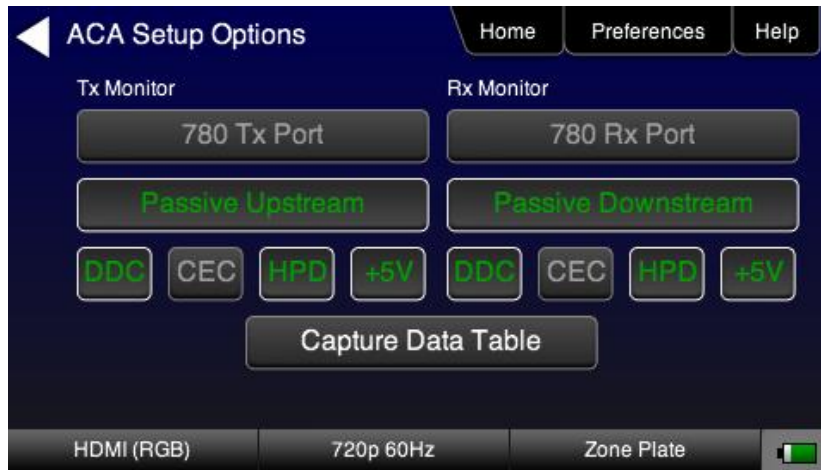 ACA Setup Options
Home Preferences Help
Tx Monitor Rx Monitor
780 Tx Port 780 Rx Port
Passive Upstream Passive Downstream
DDC CEC HPD +5V DDC CEC HPD +5V
Capture Data Table
HDMI (RGB) 720p 60Hz Zone Plate